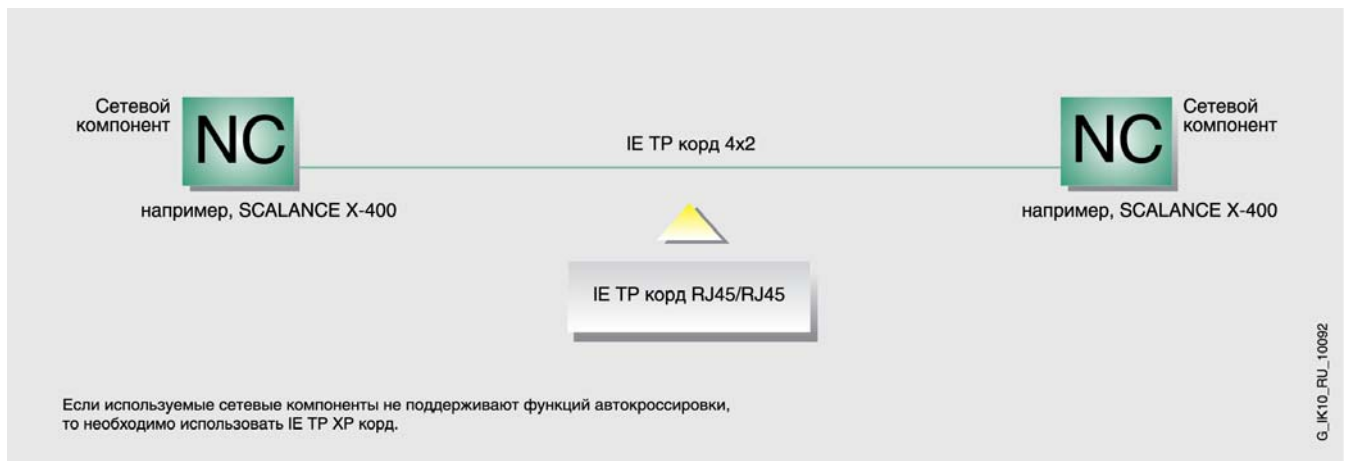 Сетевой
компонент
NC
например, SCALANCE X-400
IE TP корд 4x2
NC
Сетевой
компонент
например, SCALANCE X-400
IE TP корд RJ45/RJ45
Если используемые сетевые компоненты не поддерживают функций автокроссировки,
то необходимо использовать IE TP XP корд.
G_IK10_RU_10092